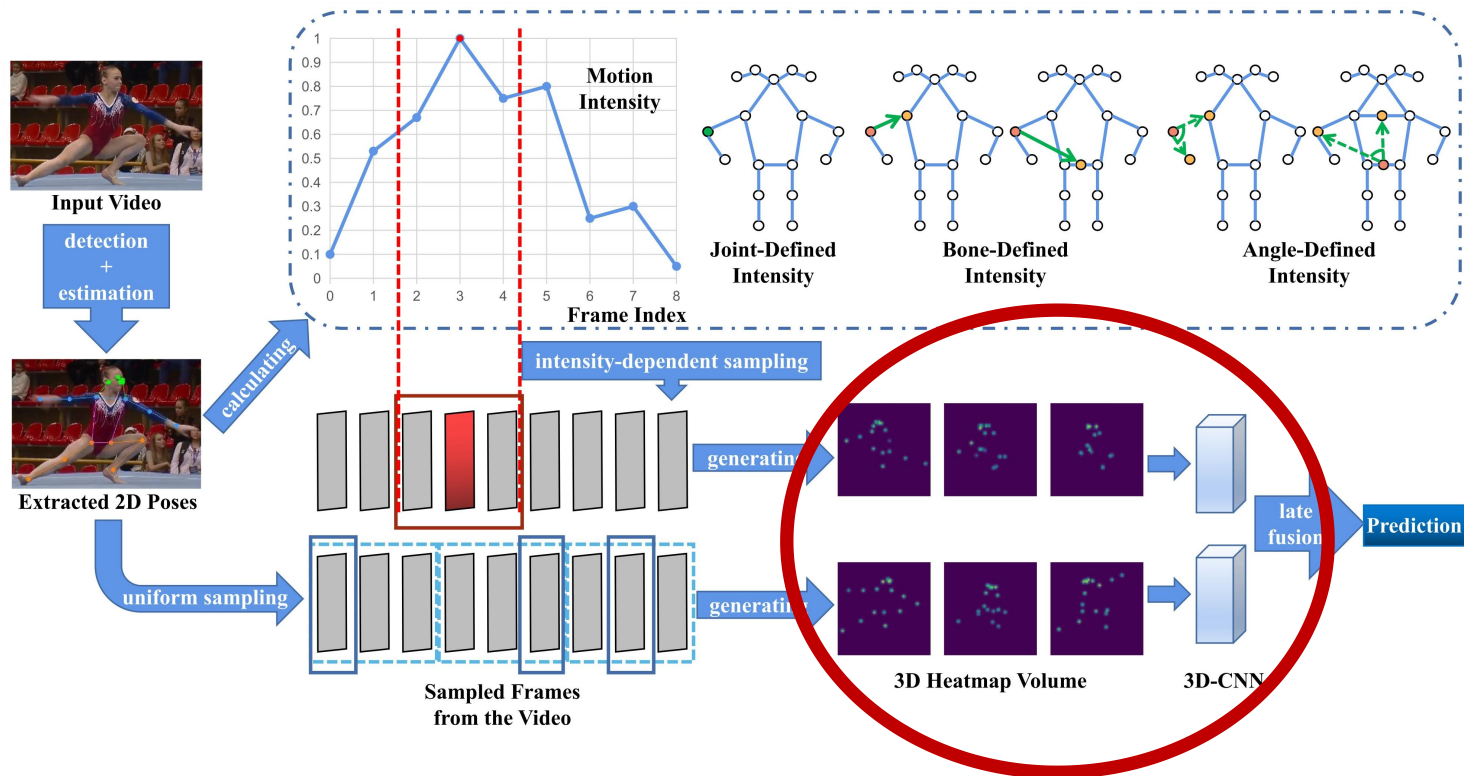 Input Video
detection
+
estimation
Extracted 2D Poses
calculating
uniform sampling
1
0.9
0.8
0.7
0.6
0.5
0.4
0.3
0.2
0.1
0
0 1 2 3 4 5 6 7 8
Motion
Intensity
Frame Index
Joint-Defined
Intensity
Bone-Defined
Intensity
Angle-Defined
Intensity
intensity-dependent sampling
generating
generating
Sampled Frames
from the Video
3D Heatmap Volume
3D-CNN
late
fusion
Prediction